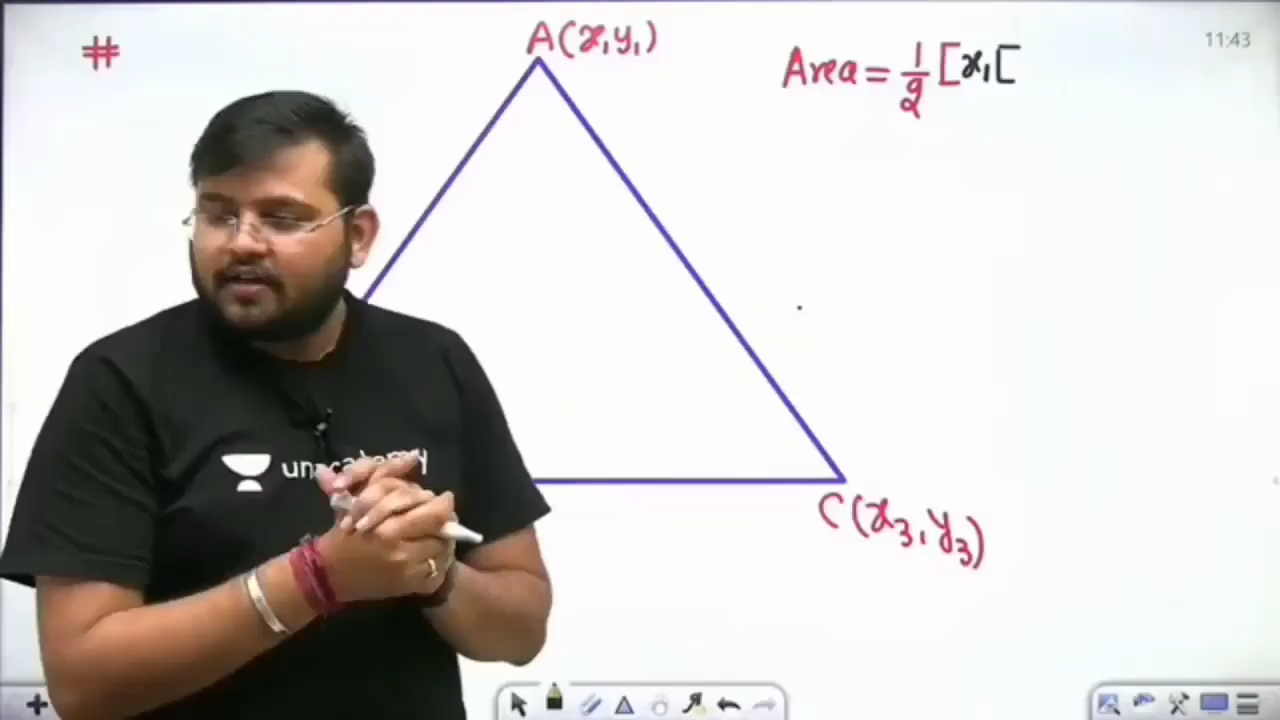 #
A(x,y₁)
Area = 1/2 [x₁[
11:43
unacademy
C(x₃,y₃)